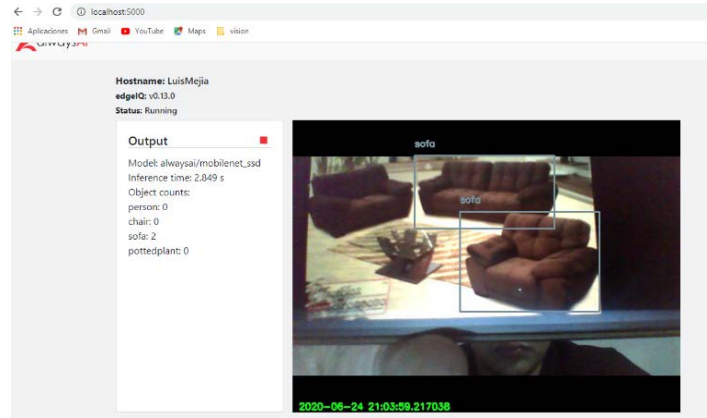 localhost:5000
Aplicaciones Gmail YouTube Maps vision
alwaysAI
Hostname: LuisMejia
edgeIQ: v0.13.0
Status: Running
Output
Model: alwaysai/mobilenet_ssd
Inference time: 2.849 s
Object counts:
person: 0
chair: 0
sofa: 2
pottedplant: 0
sofa
sofa
2020-06-24 21:03:59.217038